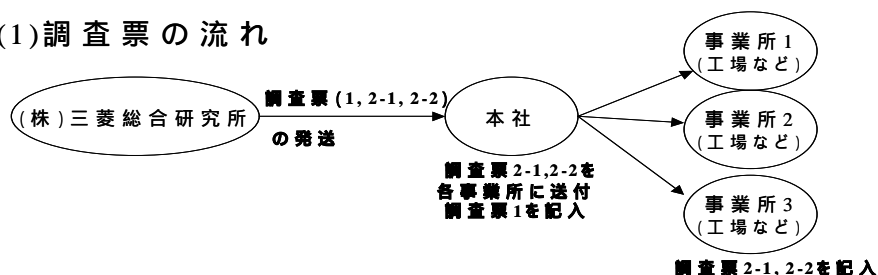 (1)調査票の流れ
(株)三菱総合研究所
調査票(1, 2-1, 2-2)
の発送
本社
調査票2-1,2-2を
各事業所に送付
調査票1を記入
事業所1
(工場など)
事業所2
(工場など)
事業所3
(工場など)
調査票2-1, 2-2を記入